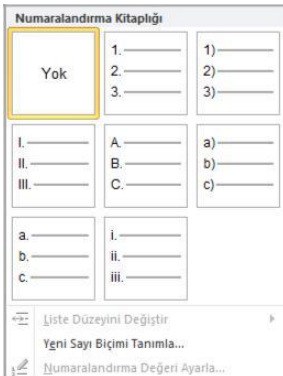 Numaralandırma Kitaplığı
Yok
1.
2.
3.
1)
2)
3)
I.
II.
III.
A.
B.
C.
a)
b)
c)
a.
b.
c.
i.
ii.
iii.
Liste Düzeyini Değiştir
Yeni Sayı Biçimi Tanımla...
Numaralandırma Değeri Ayarla...